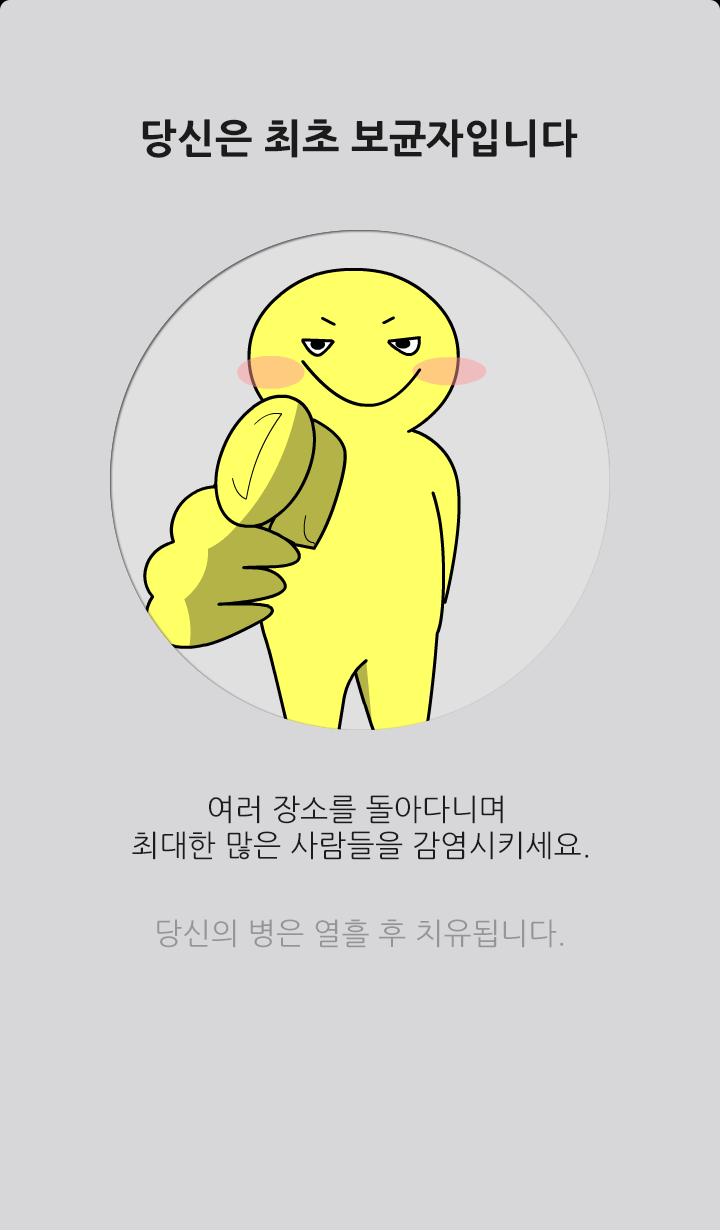 당신은 최초 보균자입니다
여러 장소를 돌아다니며
최대한 많은 사람들을 감염시키세요.
당신의 병은 열흘 후 치유됩니다.